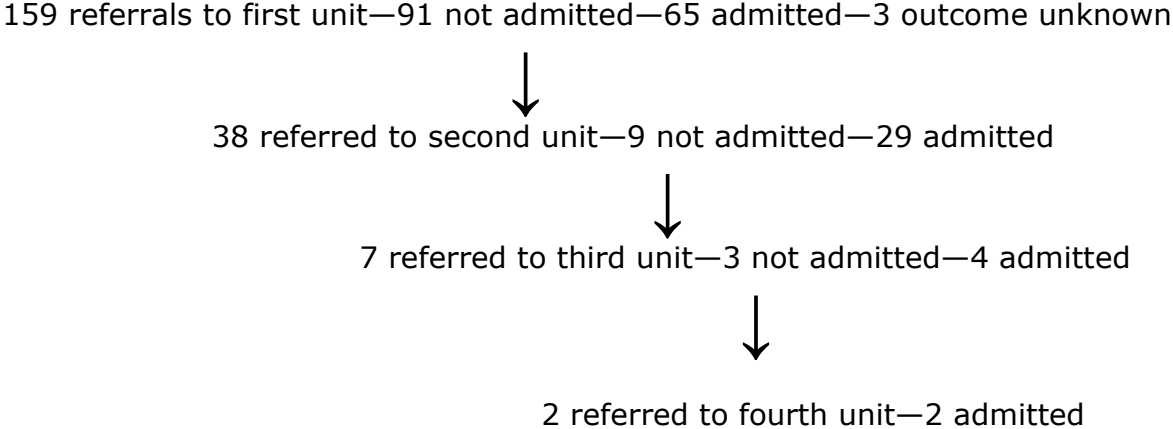 159 referrals to first unit—91 not admitted—65 admitted—3 outcome unknown
38 referred to second unit—9 not admitted—29 admitted
7 referred to third unit—3 not admitted—4 admitted
2 referred to fourth unit—2 admitted